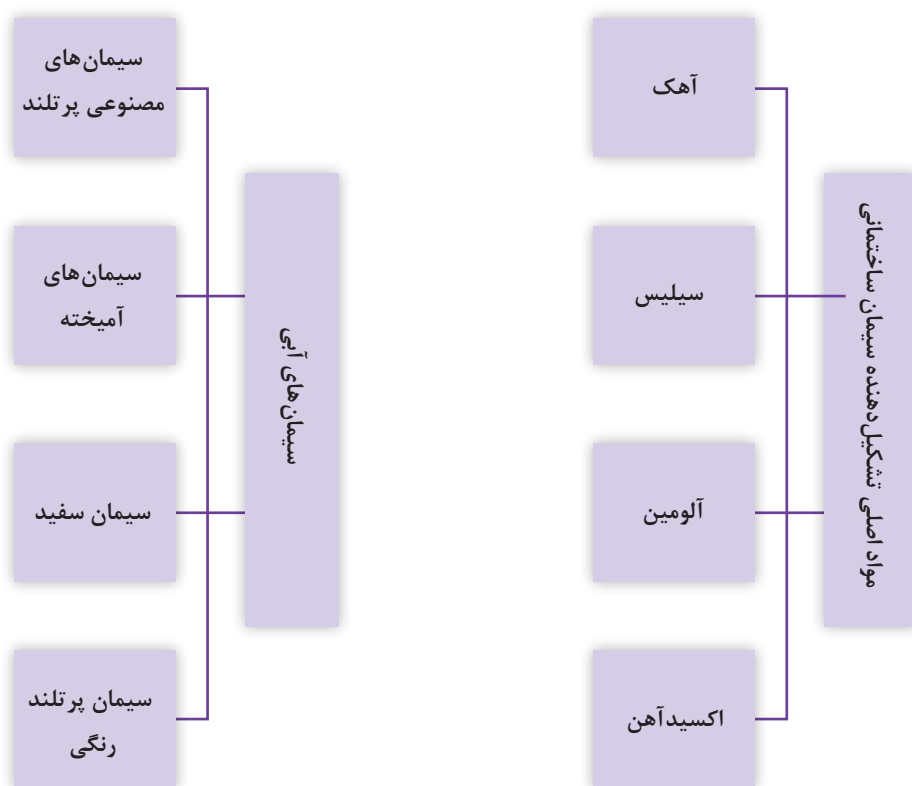 مواد اصلی تشکیل‌دهنده سیمان ساختمانی
آهک
سیلیس
آلومین
اکسیدآهن
سیمان‌های آبی
سیمان‌های
مصنوعی پرتلند
سیمان‌های
آمیخته
سیمان سفید
سیمان پرتلند
رنگی